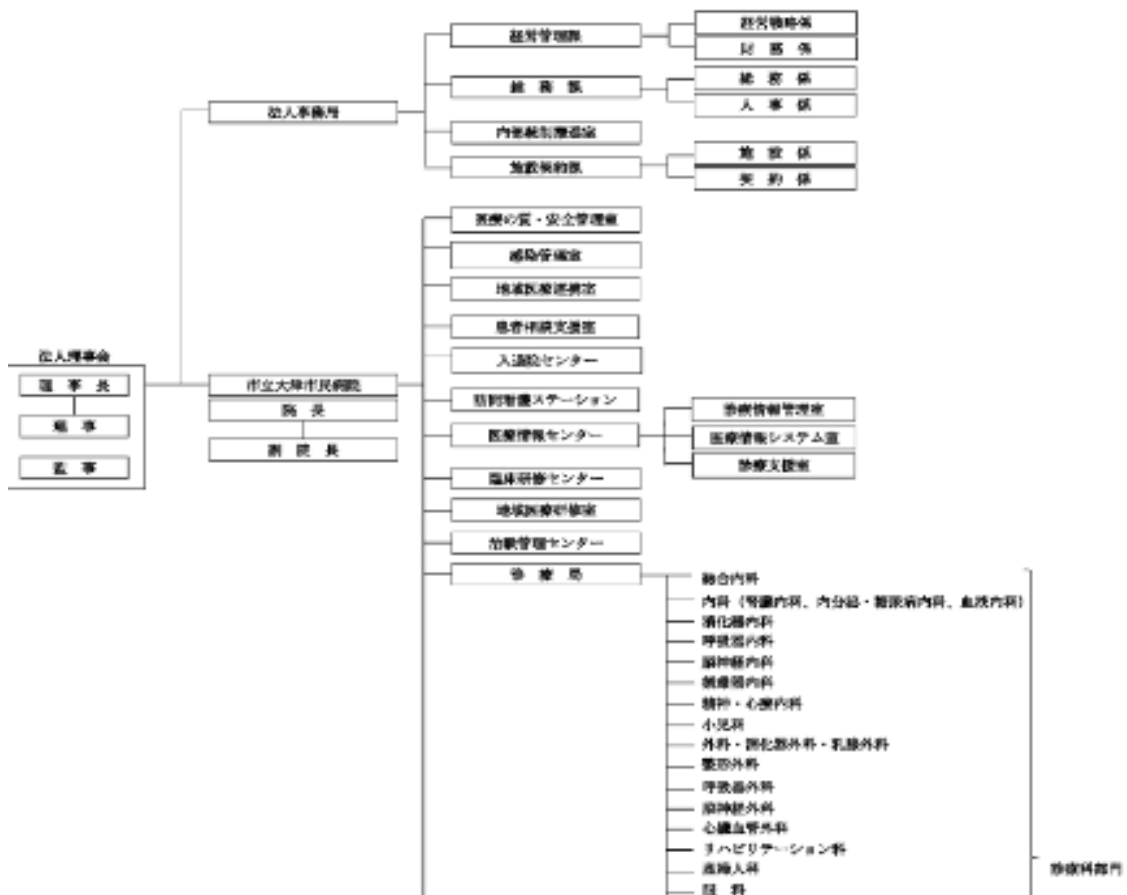 法人理事会
理事長
理事
監事
法人事務局
市立大津市民病院
院長
副院長
経営管理課
経営戦略係
財務係
総務課
総務係
人事係
内部統制推進室
施設契約課
施設係
契約係
医療の質・安全管理室
感染管理室
地域医療連携室
患者相談支援室
入退院センター
訪問看護ステーション
医療情報センター
診療情報管理室
医療情報システム室
診療支援室
臨床研修センター
地域医療研修室
治験管理センター
診療局
総合内科
内科(腎臓内科、内分泌・糖尿病内科、血液内科)
消化器内科
呼吸器内科
脳神経内科
循環器内科
精神・心療内科
小児科
外科・消化器外科・乳腺外科
整形外科
呼吸器外科
脳神経外科
心臓血管外科
リハビリテーション科
産婦人科
眼科
診療科部門